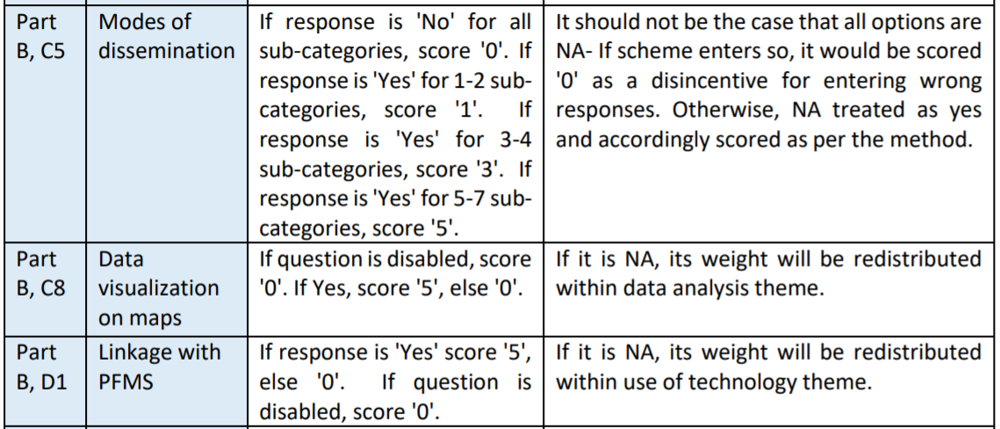 Part
B, C5
Modes of
dissemination
If response is 'No' for all
sub-categories, score '0'. If
response is 'Yes' for 1-2 sub-
categories, score '1'. If
response is 'Yes' for 3-4
sub-categories, score '3'. If
response is 'Yes' for 5-7 sub-
categories, score '5'.
It should not be the case that all options are
NA- If scheme enters so, it would be scored
'0' as a disincentive for entering wrong
responses. Otherwise, NA treated as yes
and accordingly scored as per the method.
Part
B, C8
Data
visualization
on maps
If question is disabled, score
'0'. If Yes, score '5', else '0'.
If it is NA, its weight will be redistributed
within data analysis theme.
Part
B, D1
Linkage with
PFMS
If response is 'Yes' score '5',
else '0'. If question is
disabled, score '0'.
If it is NA, its weight will be redistributed
within use of technology theme.